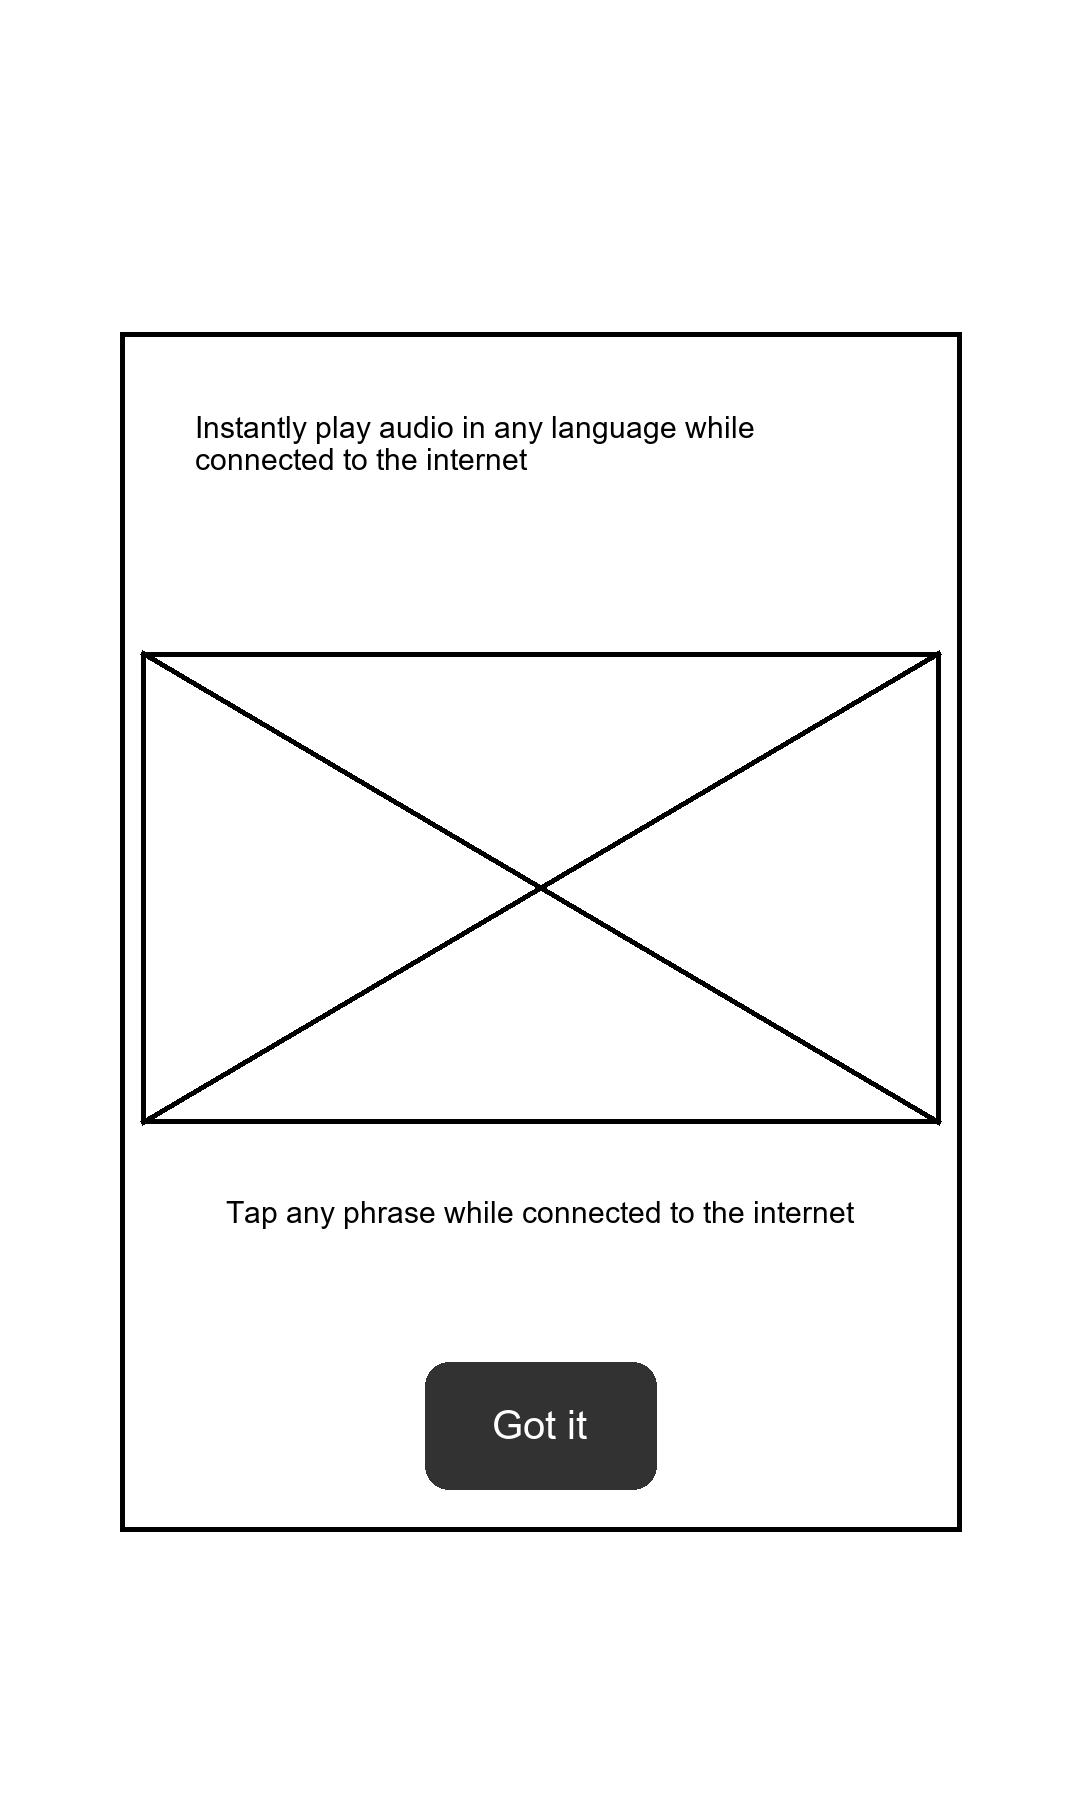 Instantly play audio in any language while
connected to the internet
Tap any phrase while connected to the internet
Got it